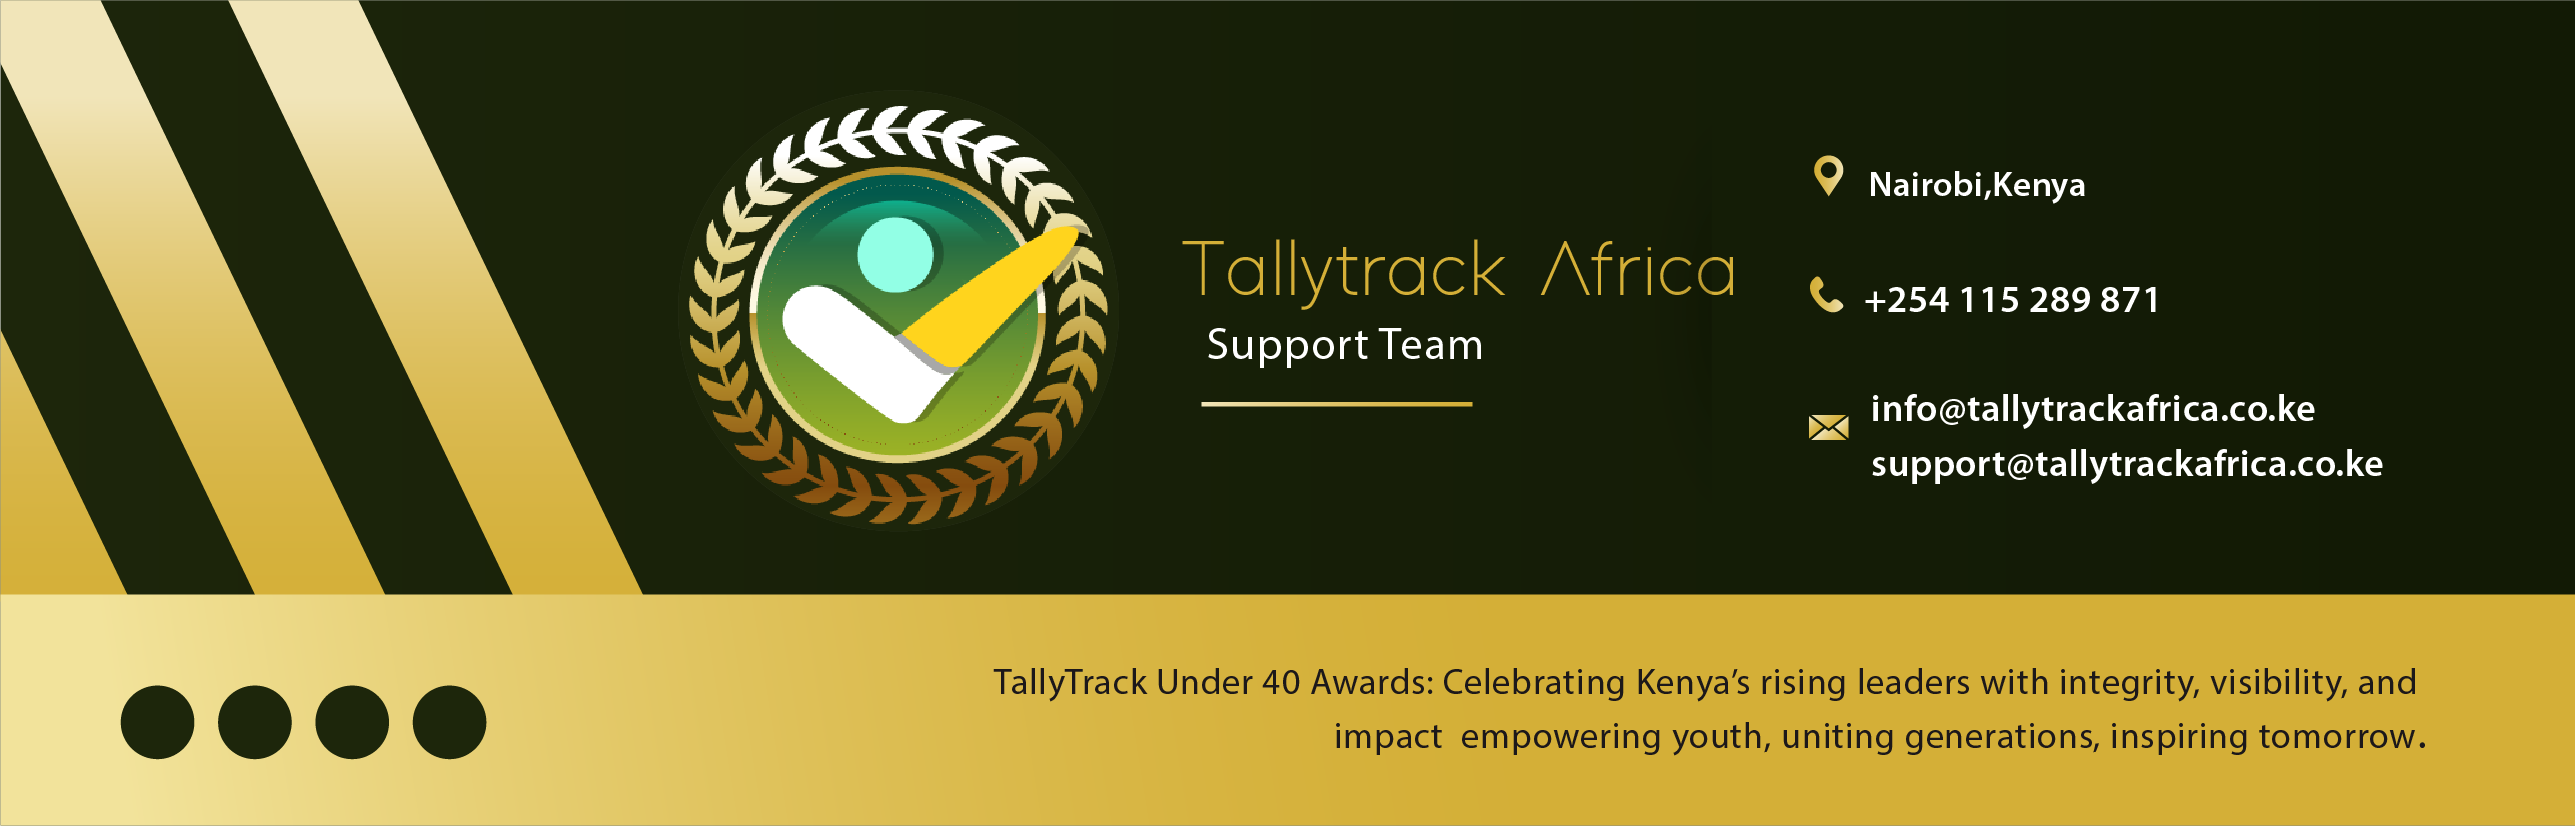 Tallytrack Africa
Support Team
Nairobi,Kenya
+254 115 289 871
info@tallytrackafrica.co.ke
support@tallytrackafrica.co.ke
TallyTrack Under 40 Awards: Celebrating Kenya’s rising leaders with integrity, visibility, and
impact  empowering youth, uniting generations, inspiring tomorrow.